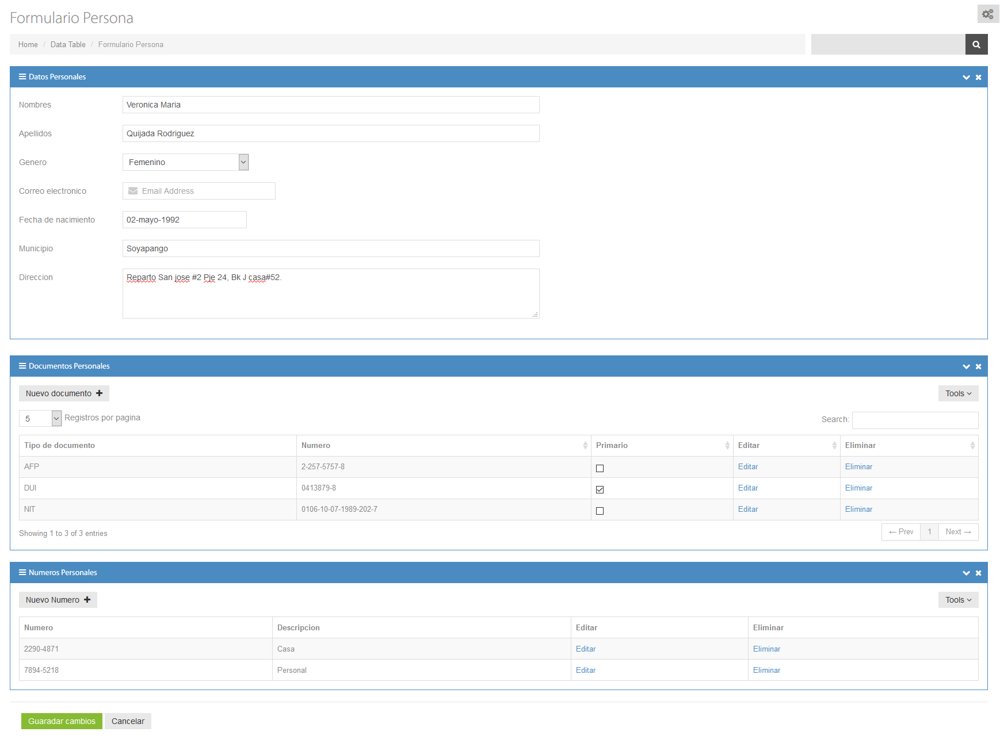 Formulario Persona
Home / Data Table / Formulario Persona
Datos Personales
Nombres Veronica Maria
Apellidos Quijada Rodriguez
Genero Femenino
Correo electronico Email Address
Fecha de nacimiento 02-mayo-1992
Municipio Soyapango
Direccion Reparto San jose #2 Pje 24, Bk J casa#52.
Documentos Personales
Nuevo documento Tools
5 Registros por pagina Search:
Tipo de documento Numero Primario Editar Eliminar
AFP 2-257-5757-8 Editar Eliminar
DUI 0413879-8 Editar Eliminar
NIT 0106-10-07-1989-202-7 Editar Eliminar
Showing 1 to 3 of 3 entries ← Prev 1 Next →
Numeros Personales
Nuevo Numero Tools
Numero Descripcion Editar Eliminar
2290-4871 Casa Editar Eliminar
7894-5218 Personal Editar Eliminar
Guaradar cambios Cancelar